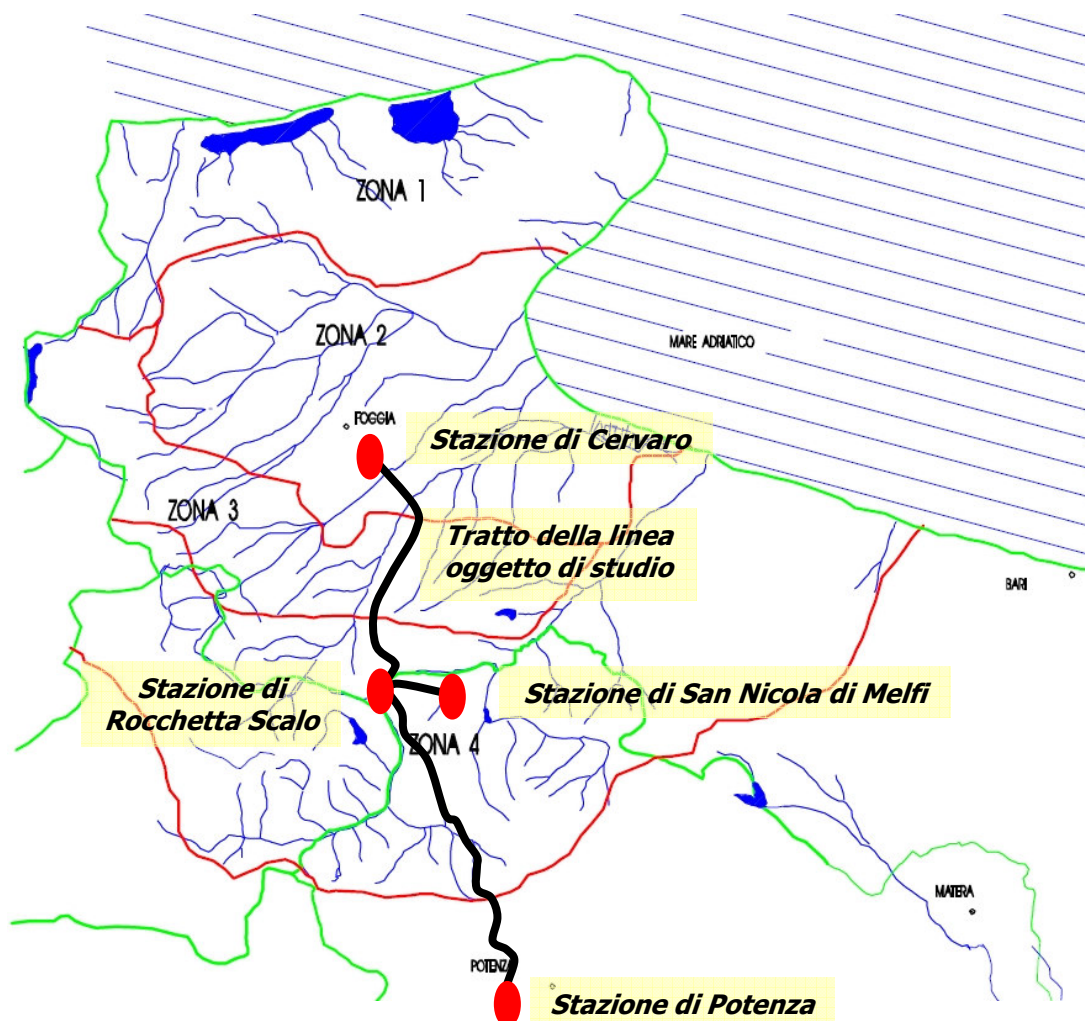 ZONA 1
ZONA 2
MARE ADRIATICO
FOGGIA
Stazione di Cervaro
ZONA 3
Tratto della linea
oggetto di studio
BARI
Stazione di
Rocchetta Scalo
Stazione di San Nicola di Melfi
ZONA 4
MATERA
POTENZA
Stazione di Potenza